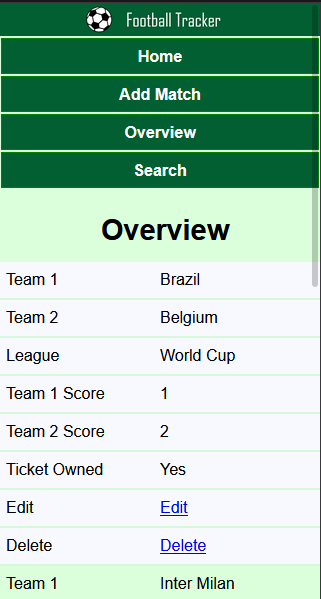 Football Tracker
Home
Add Match
Overview
Search
Overview
Team 1 Brazil
Team 2 Belgium
League World Cup
Team 1 Score 1
Team 2 Score 2
Ticket Owned Yes
Edit Edit
Delete Delete
Team 1 Inter Milan